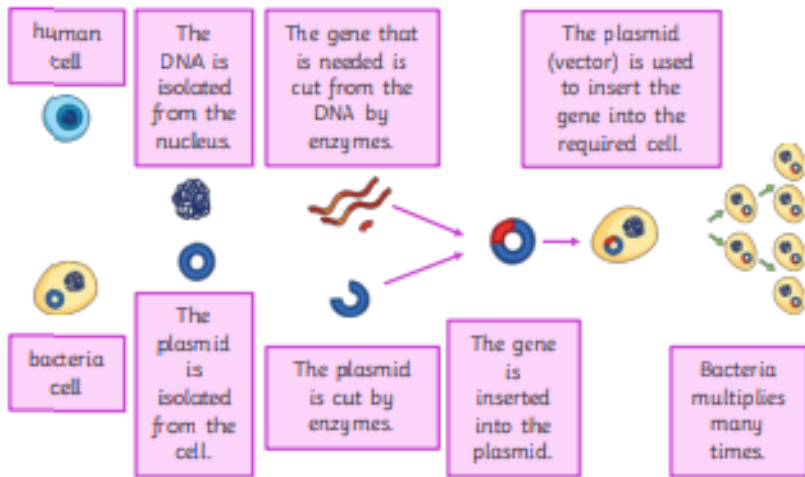 human
cell
The
DNA is
isolated
from the
nucleus.
The gene that
is needed is
cut from the
DNA by
enzymes.
The plasmid
(vector) is used
to insert the
gene into the
required cell.
bacteria
cell
The
plasmid
is
isolated
from the
cell.
The plasmid
is cut by
enzymes.
The gene
is
inserted
into the
plasmid.
Bacteria
multiplies
many
times.